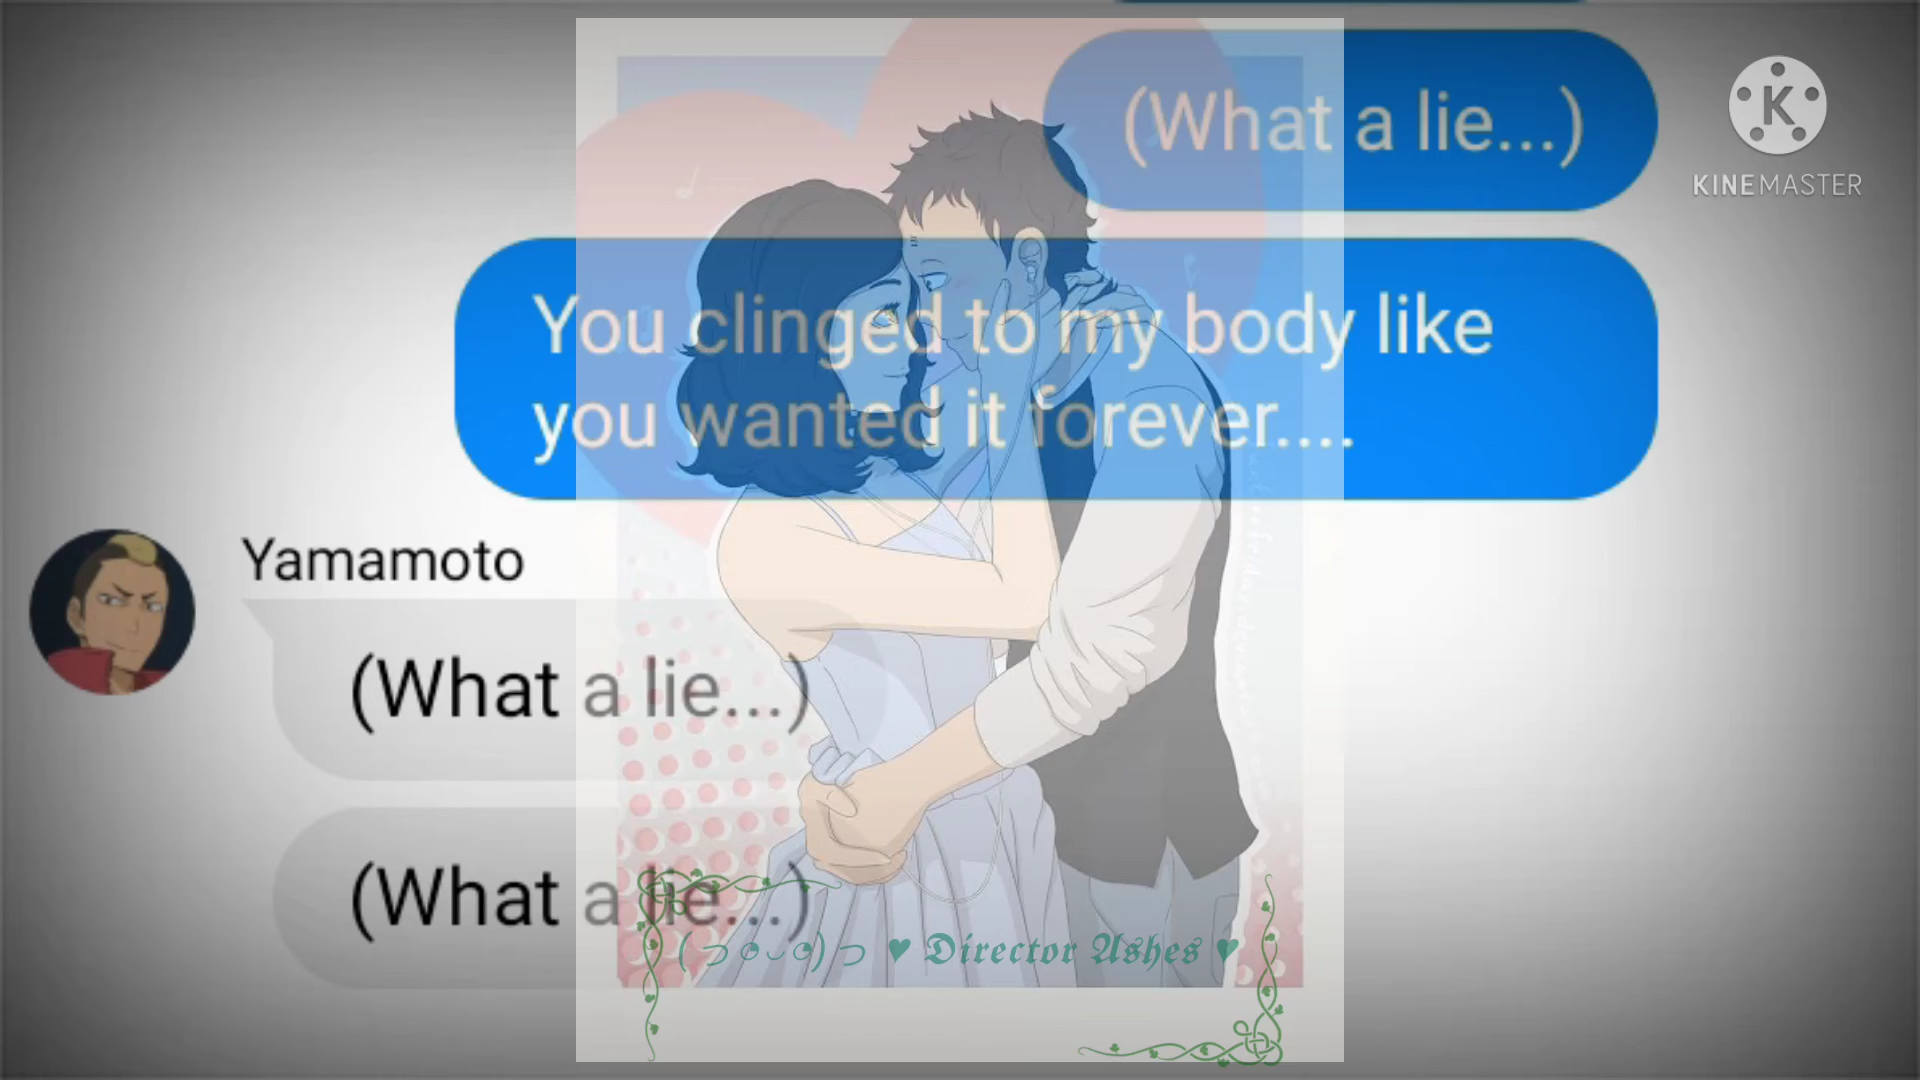 (What a lie...)
KINEMASTER
You clinged to my body like
you wanted it forever....
Yamamoto
(What a lie...)
(What a lie...)
(っ◔◡◔)っ ♥ 𝕯𝖎𝖗𝖊𝖈𝖙𝖔𝖗 𝕬𝖘𝖍𝖊𝖘 ♥